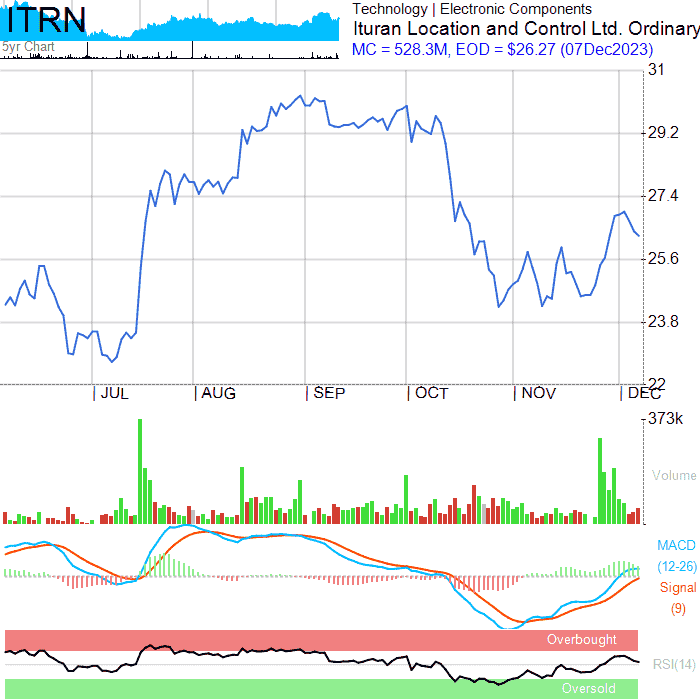 ITRN
5yr Chart
Technology | Electronic Components
Ituran Location and Control Ltd. Ordinary
MC = 528.3M, EOD = $26.27 (07Dec2023)
31
29.2
27.4
25.6
23.8
22
JUL
AUG
SEP
OCT
NOV
DEC
373k
Volume
MACD
(12-26)
Signal
(9)
Overbought
RSI(14)
Oversold